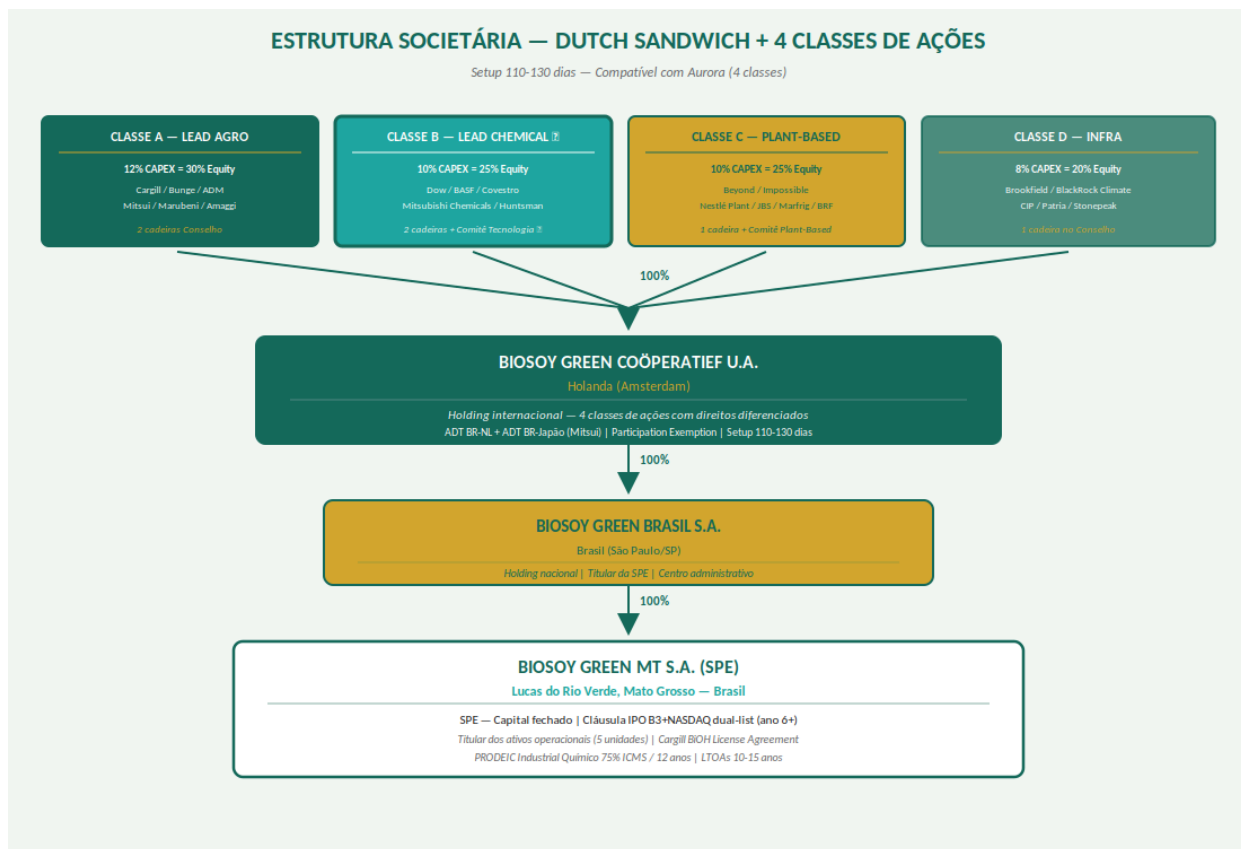 ESTRUTURA SOCIETÁRIA — DUTCH SANDWICH + 4 CLASSES DE AÇÕES
Setup 110-130 dias — Compatível com Aurora (4 classes)
CLASSE A — LEAD AGRO
12% CAPEX = 30% Equity
Cargill / Bunge / ADM
Mitsui / Marubeni / Amaggi
2 cadeiras Conselho
CLASSE B — LEAD CHEMICAL
10% CAPEX = 25% Equity
Dow / BASF / Covestro
Mitsubishi Chemicals / Huntsman
2 cadeiras + Comitê Tecnologia
CLASSE C — PLANT-BASED
10% CAPEX = 25% Equity
Beyond / Impossible
Nestlé Plant / JBS / Marfrig / BRF
1 cadeira + Comitê Plant-Based
CLASSE D — INFRA
8% CAPEX = 20% Equity
Brookfield / BlackRock Climate
CIP / Patria / Stonepeak
1 cadeira no Conselho
100%
BIOSOY GREEN COÖPERATIEF U.A.
Holanda (Amsterdam)
Holding internacional — 4 classes de ações com direitos diferenciados
ADT BR-NL + ADT BR-Japão (Mitsui) | Participation Exemption | Setup 110-130 dias
100%
BIOSOY GREEN BRASIL S.A.
Brasil (São Paulo/SP)
Holding nacional | Titular da SPE | Centro administrativo
100%
BIOSOY GREEN MT S.A. (SPE)
Lucas do Rio Verde, Mato Grosso — Brasil
SPE — Capital fechado | Cláusula IPO B3+NASDAQ dual-list (ano 6+)
Titular dos ativos operacionais (5 unidades) | Cargill BiOH License Agreement
PRODEIC Industrial Químico 75% ICMS / 12 anos | LTOAs 10-15 anos